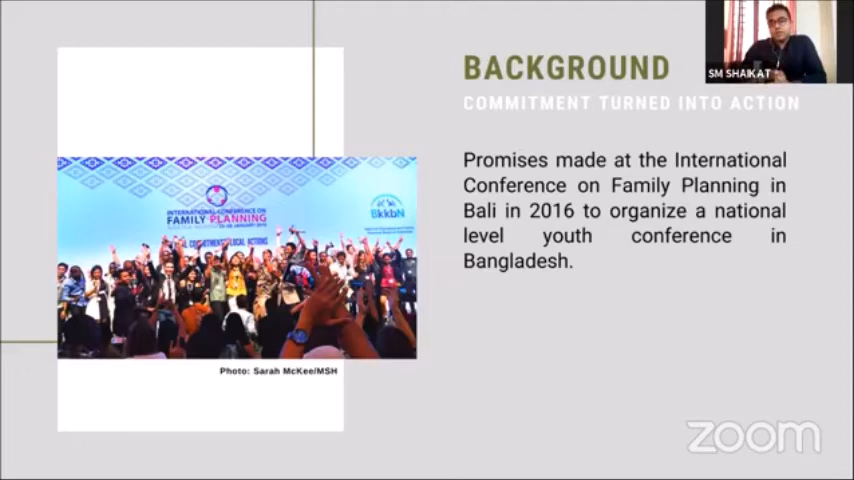 BACKGROUND
SM SHAIKAT
COMMITMENT TURNED INTO ACTION
Promises made at the International
Conference on Family Planning in
Bali in 2016 to organize a national
level youth conference in
Bangladesh.
INTERNATIONAL CONFERENCE ON
FAMILY PLANNING
BkkbN
Photo: Sarah McKee/MSH
zoom